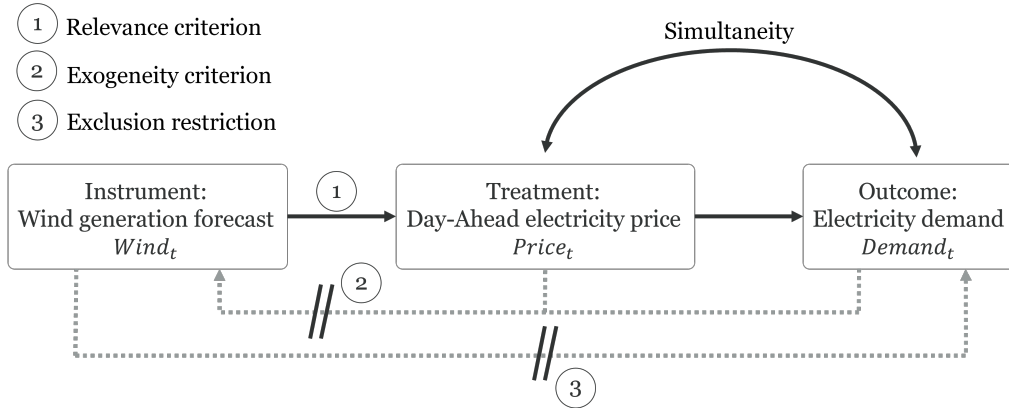 1 Relevance criterion
2 Exogeneity criterion
3 Exclusion restriction
Simultaneity
Instrument:
Wind generation forecast
Wind_t
1
Treatment:
Day-Ahead electricity price
Price_t
Outcome:
Electricity demand
Demand_t
2
3